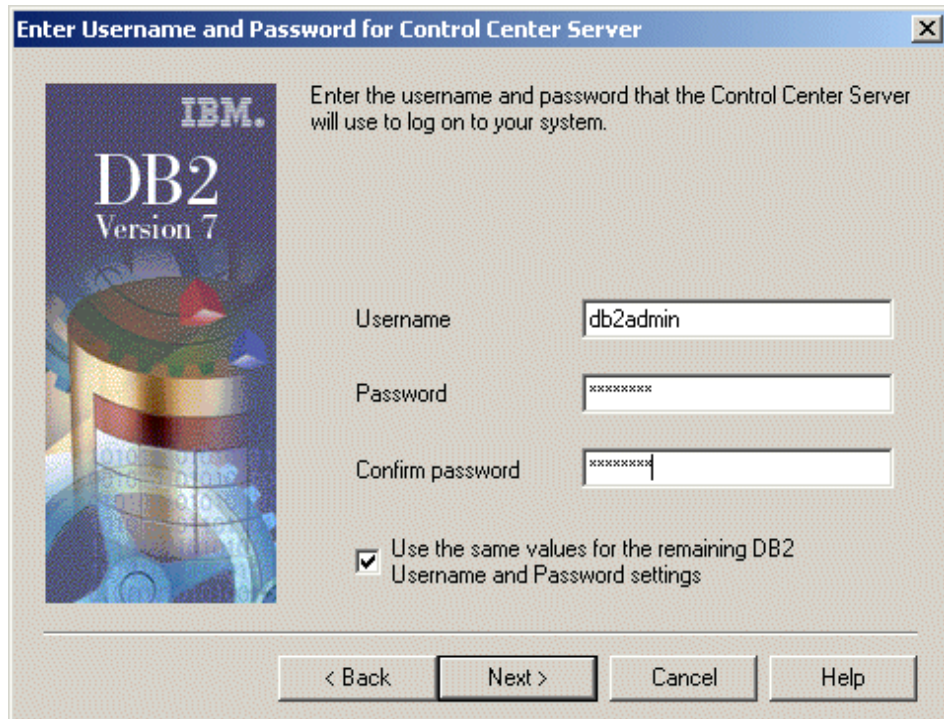 Enter Username and Password for Control Center Server
IBM.
DB2
Version 7
Enter the username and password that the Control Center Server
will use to log on to your system.
Username
db2admin
Password
********
Confirm password
********
Use the same values for the remaining DB2
Username and Password settings
< Back
Next >
Cancel
Help